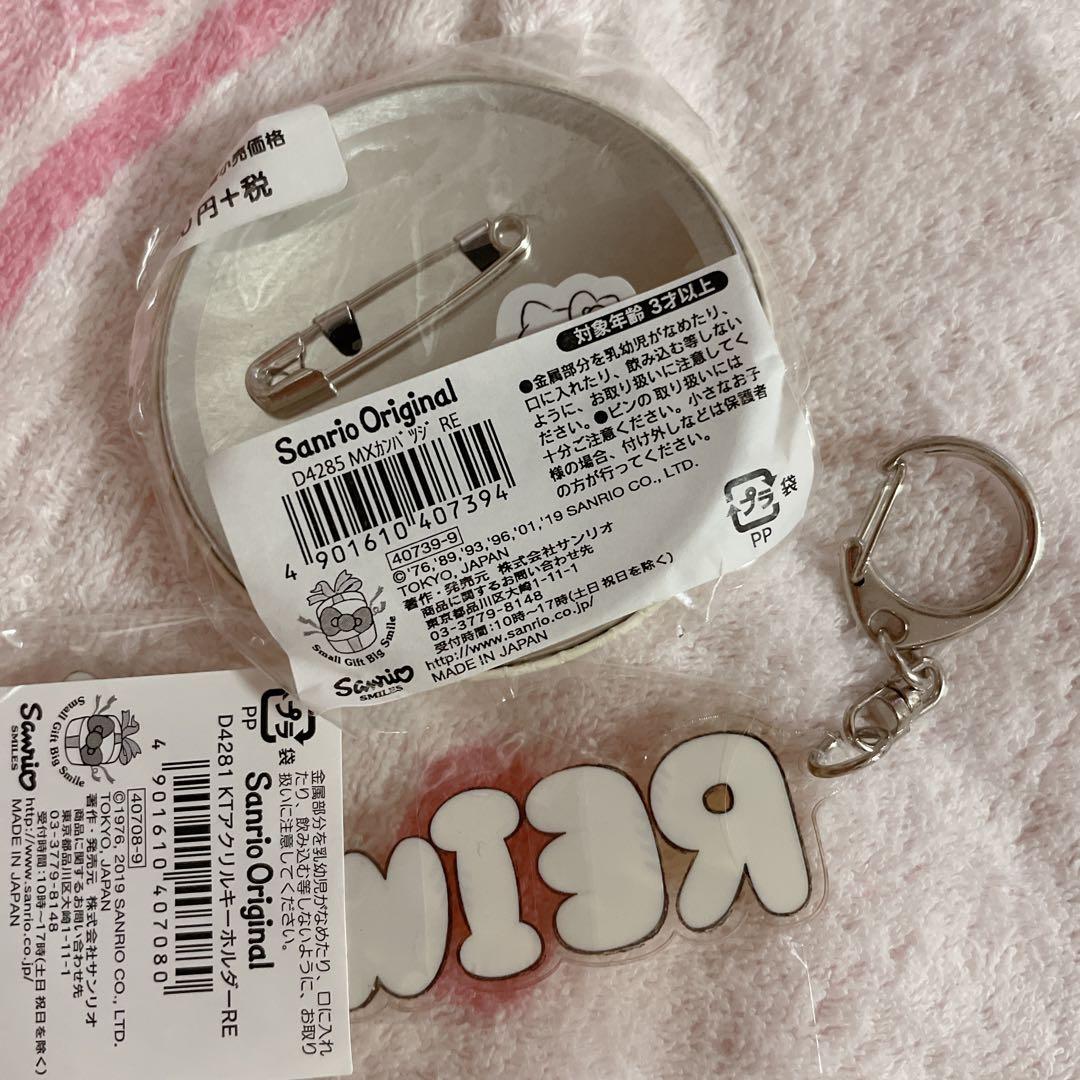 小売価格
円+税
対象年齢 3才以上
●金属部分を乳幼児がなめたり、
口に入れたり、飲み込む等しない
ように、お取り扱いに注意してく
ださい。●ピンの取り扱いには
十分ご注意ください。小さなお子
様の場合、付け外しなどは保護者
の方が行ってください。
Sanrio Original
D4285 MXカンバッジ RE
4 901610 407394
40739-9
©'76,'89,'93,'96,'01,'19 SANRIO CO., LTD.
TOKYO, JAPAN
著作・発売元 株式会社サンリオ
商品に関するお問い合わせ先
東京都品川区大崎1-11-1
03-3779-8148
受付時間:10時〜17時(土日祝日を除く)
http://www.sanrio.co.jp/
MADE IN JAPAN
Small Gift Big Smile
Sanrio
SMILES
プラ
袋
PP
金属部分を乳幼児がなめたり、口に入れ
たり、飲み込む等しないように、お取り
扱いに注意してください。
プラ
袋
PP
Sanrio Original
D4281 KTアクリルキーホルダーRE
4 901610 407080
40708-9
©1976, 2019 SANRIO CO., LTD.
TOKYO, JAPAN
著作・発売元 株式会社サンリオ
商品に関するお問い合わせ先
東京都品川区大崎1-11-1
03-3779-8148
受付時間:10時〜17時(土日祝日を除く)
http://www.sanrio.co.jp/
MADE IN JAPAN
Small Gift Big Smile
Sanrio
SMILES
REIW